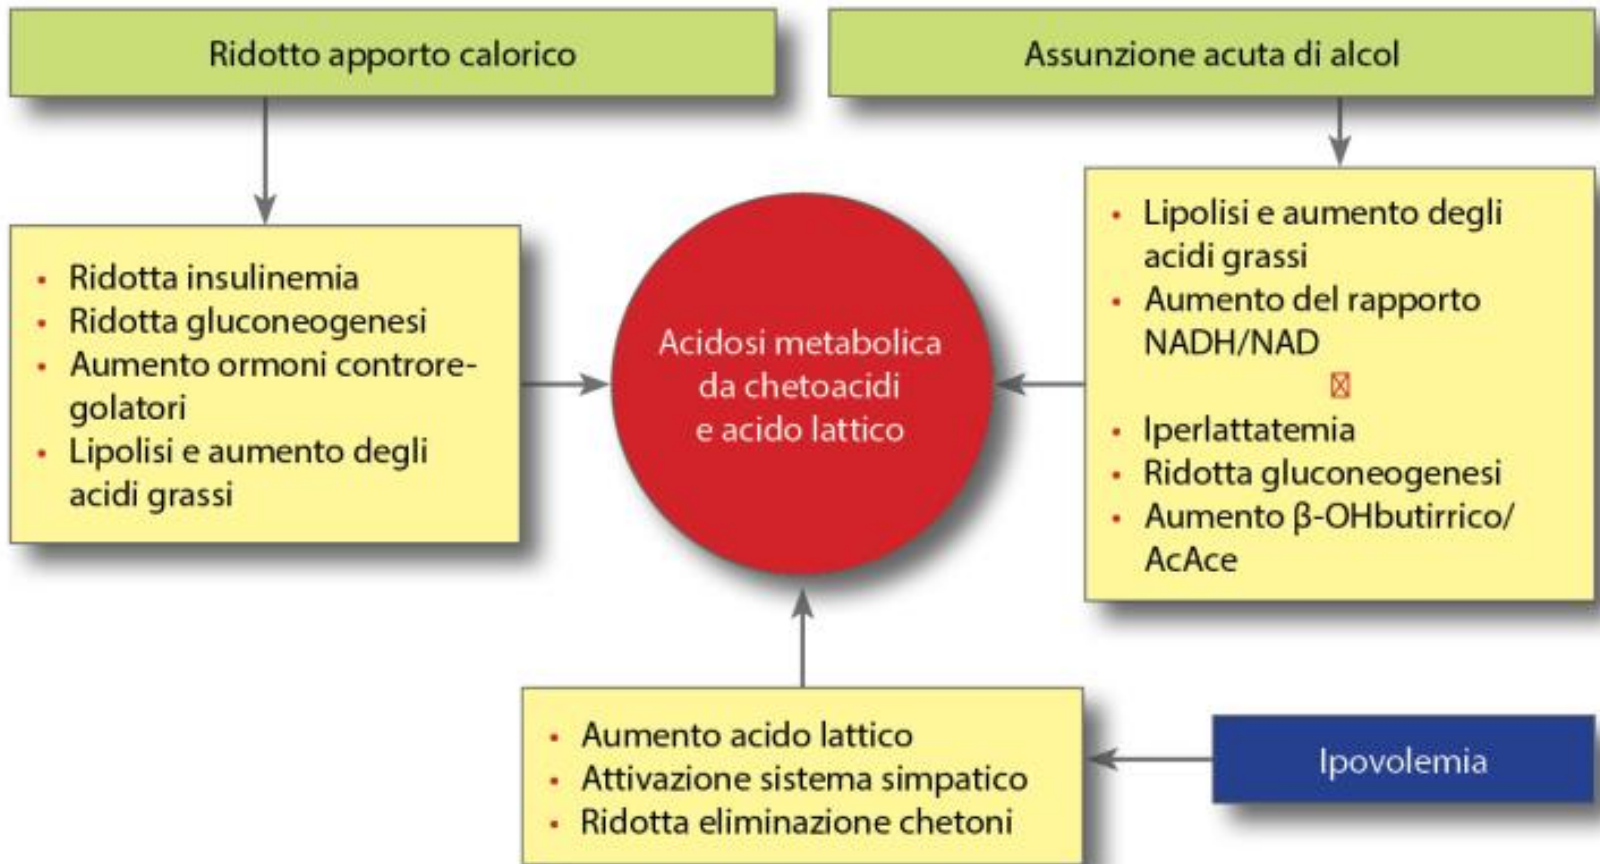 Ridotto apporto calorico
Assunzione acuta di alcol
• Ridotta insulinemia
• Ridotta gluconeogenesi
• Aumento ormoni controre-
golatori
• Lipolisi e aumento degli
acidi grassi
Acidosi metabolica
da chetoacidi
e acido lattico
• Lipolisi e aumento degli
acidi grassi
• Aumento del rapporto
NADH/NAD
• Iperlattatemia
• Ridotta gluconeogenesi
• Aumento β-OHbutirrico/
AcAce
• Aumento acido lattico
• Attivazione sistema simpatico
• Ridotta eliminazione chetoni
Ipovolemia